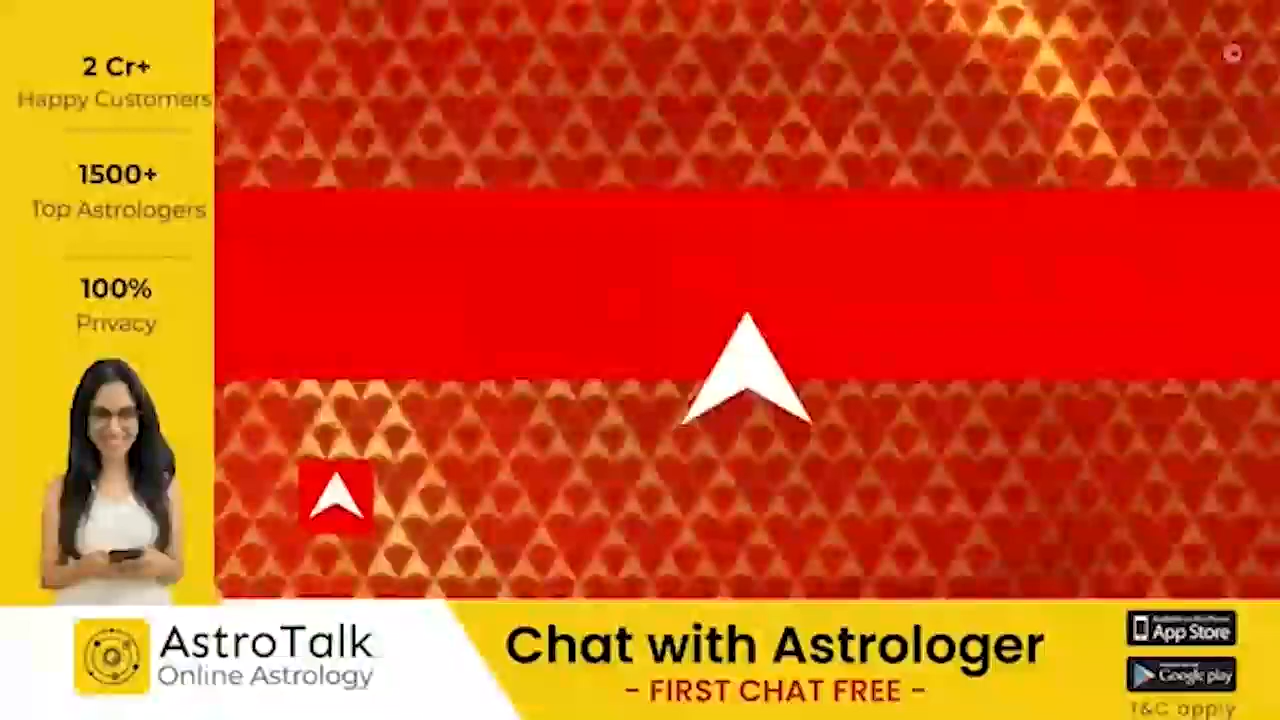 2 Cr+
Happy Customers
1500+
Top Astrologers
100%
Privacy
AstroTalk
Online Astrology
Chat with Astrologer
- FIRST CHAT FREE -
App Store
Google play
T&C apply